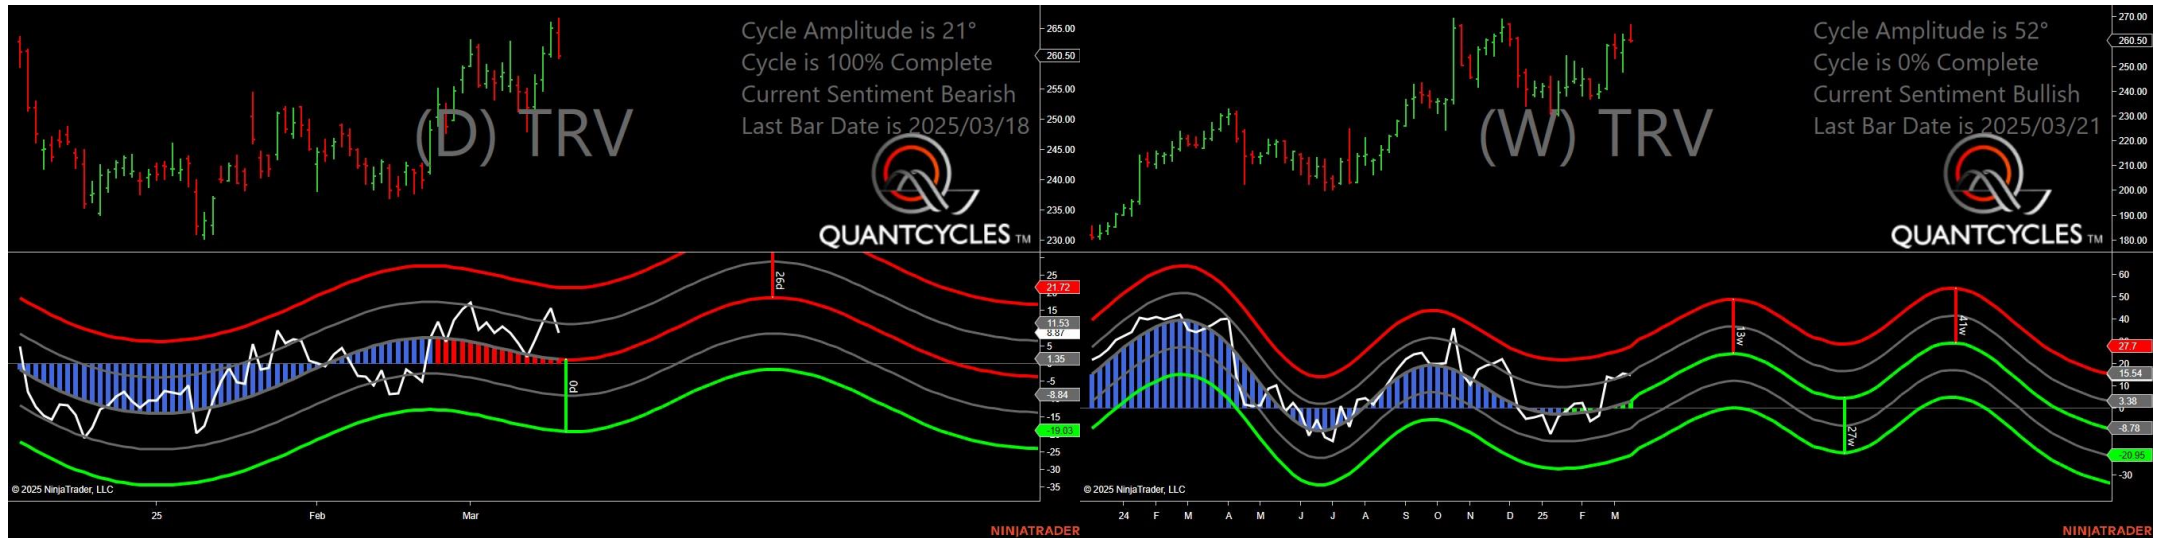 Cycle Amplitude is 21°
Cycle is 100% Complete
Current Sentiment Bearish
Last Bar Date is 2025/03/18
(D) TRV
QUANTCYCLES TM
265.00
260.50
255.00
250.00
245.00
240.00
235.00
230.00
26d
0d
25
21.72
15
11.53
8.87
5
1.35
-5
-8.84
-15
-19.03
-25
-30
-35
© 2025 NinjaTrader, LLC
25 Feb Mar
NINJATRADER
Cycle Amplitude is 52°
Cycle is 0% Complete
Current Sentiment Bullish
Last Bar Date is 2025/03/21
(W) TRV
QUANTCYCLES TM
270.00
260.50
250.00
240.00
230.00
220.00
210.00
200.00
190.00
180.00
13w
27w
41w
60
50
40
27.7
20
15.54
10
3.38
0
-8.78
-20.95
-30
© 2025 NinjaTrader, LLC
24 F M A M J J A S O N D 25 F M
NINJATRADER